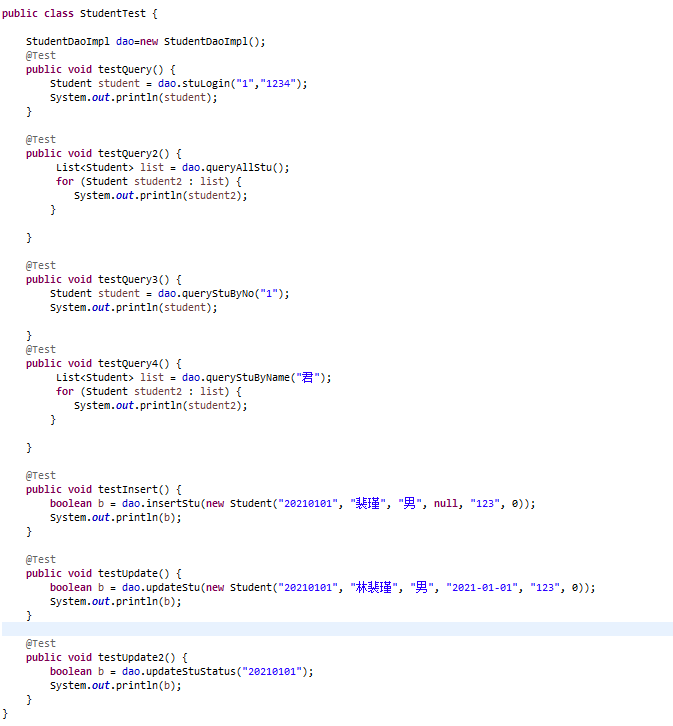 public class StudentTest {
StudentDaoImpl dao=new StudentDaoImpl();
@Test
public void testQuery() {
Student student = dao.stuLogin("1","1234");
System.out.println(student);
}
@Test
public void testQuery2() {
List<Student> list = dao.queryAllStu();
for (Student student2 : list) {
System.out.println(student2);
}
}
@Test
public void testQuery3() {
Student student = dao.queryStuByNo("1");
System.out.println(student);
}
@Test
public void testQuery4() {
List<Student> list = dao.queryStuByName("君");
for (Student student2 : list) {
System.out.println(student2);
}
}
@Test
public void testInsert() {
boolean b = dao.insertStu(new Student("20210101", "裴瑾", "男", null, "123", 0));
System.out.println(b);
}
@Test
public void testUpdate() {
boolean b = dao.updateStu(new Student("20210101", "林裴瑾", "男", "2021-01-01", "123", 0));
System.out.println(b);
}
@Test
public void testUpdate2() {
boolean b = dao.updateStuStatus("20210101");
System.out.println(b);
}
}